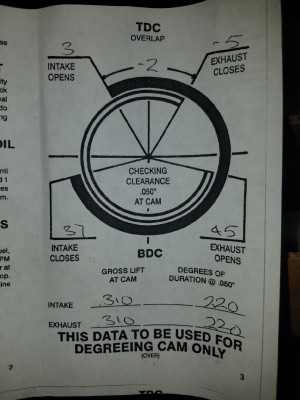 TDC
OVERLAP
3 -2 -5
INTAKE OPENS
EXHAUST CLOSES
CHECKING
CLEARANCE
.050"
AT CAM
37 45
INTAKE CLOSES
BDC
EXHAUST OPENS
GROSS LIFT AT CAM
DEGREES OF DURATION @ .050"
INTAKE .310 220
EXHAUST .310 220
THIS DATA TO BE USED FOR
DEGREEING CAM ONLY
(OVER)
2
3